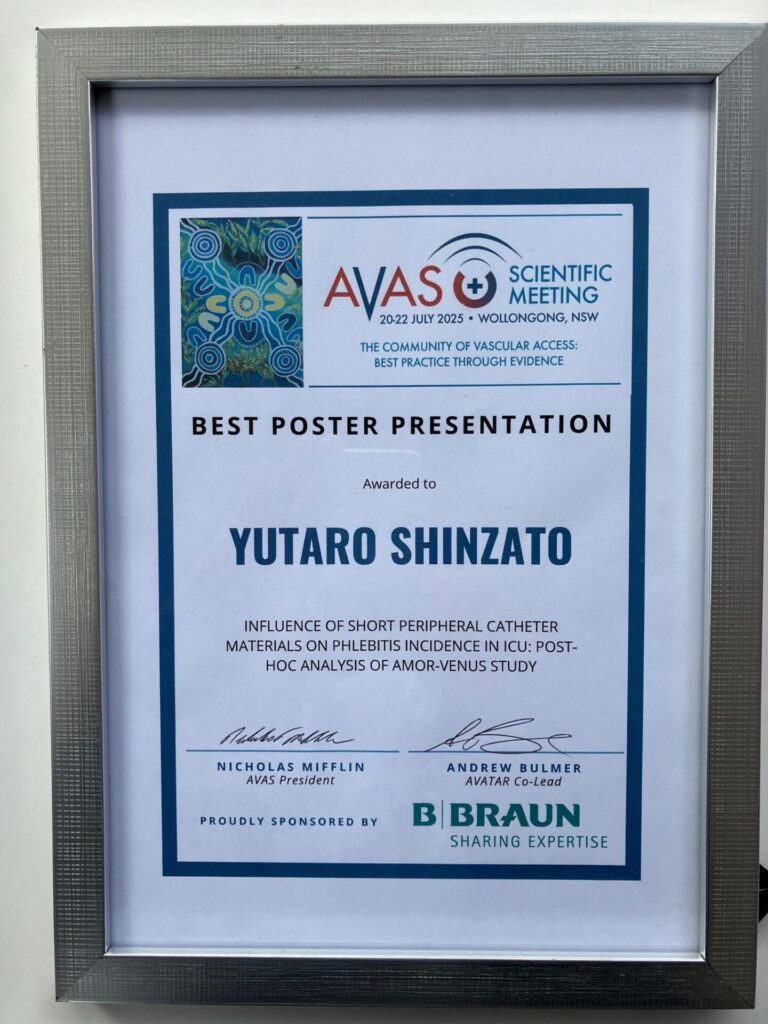 AVAS SCIENTIFIC MEETING
20-22 JULY 2025 • WOLLONGONG, NSW
THE COMMUNITY OF VASCULAR ACCESS:
BEST PRACTICE THROUGH EVIDENCE
BEST POSTER PRESENTATION
Awarded to
YUTARO SHINZATO
INFLUENCE OF SHORT PERIPHERAL CATHETER
MATERIALS ON PHLEBITIS INCIDENCE IN ICU: POST-
HOC ANALYSIS OF AMOR-VENUS STUDY
NICHOLAS MIFFLIN
AVAS President
ANDREW BULMER
AVATAR Co-Lead
PROUDLY SPONSORED BY
B|BRAUN
SHARING EXPERTISE